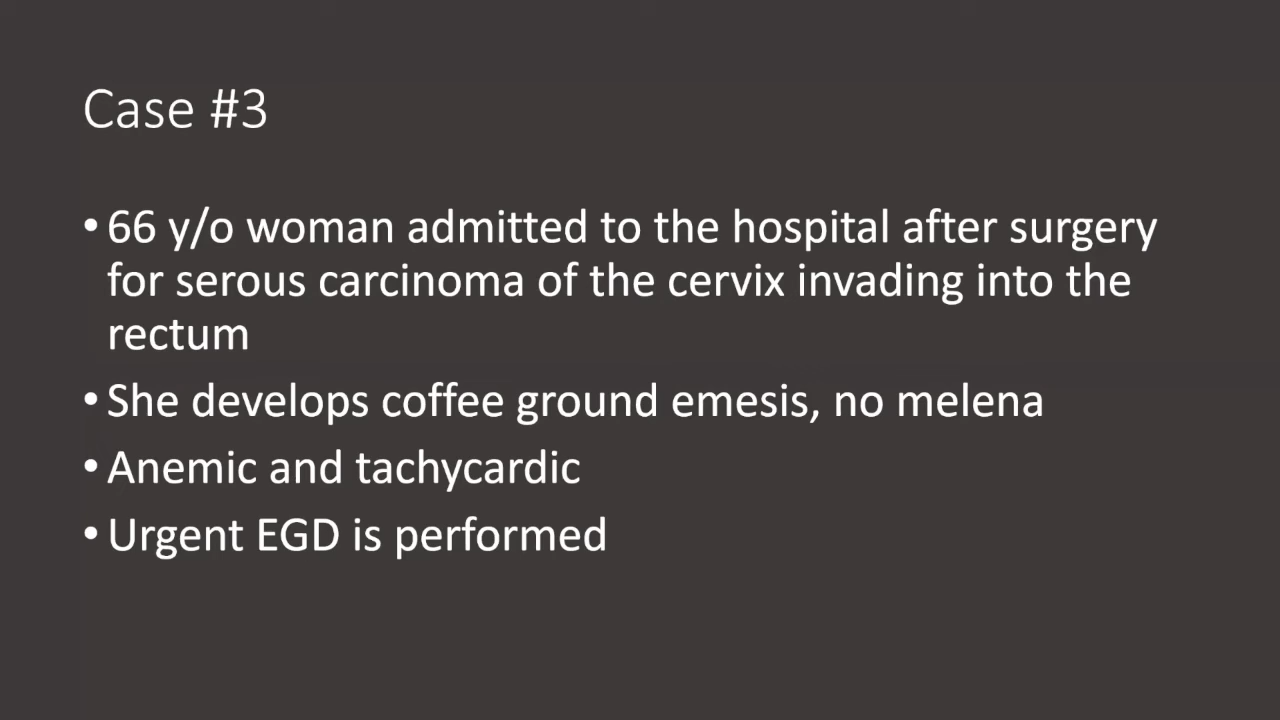 Case #3
• 66 y/o woman admitted to the hospital after surgery
for serous carcinoma of the cervix invading into the
rectum
• She develops coffee ground emesis, no melena
• Anemic and tachycardic
• Urgent EGD is performed